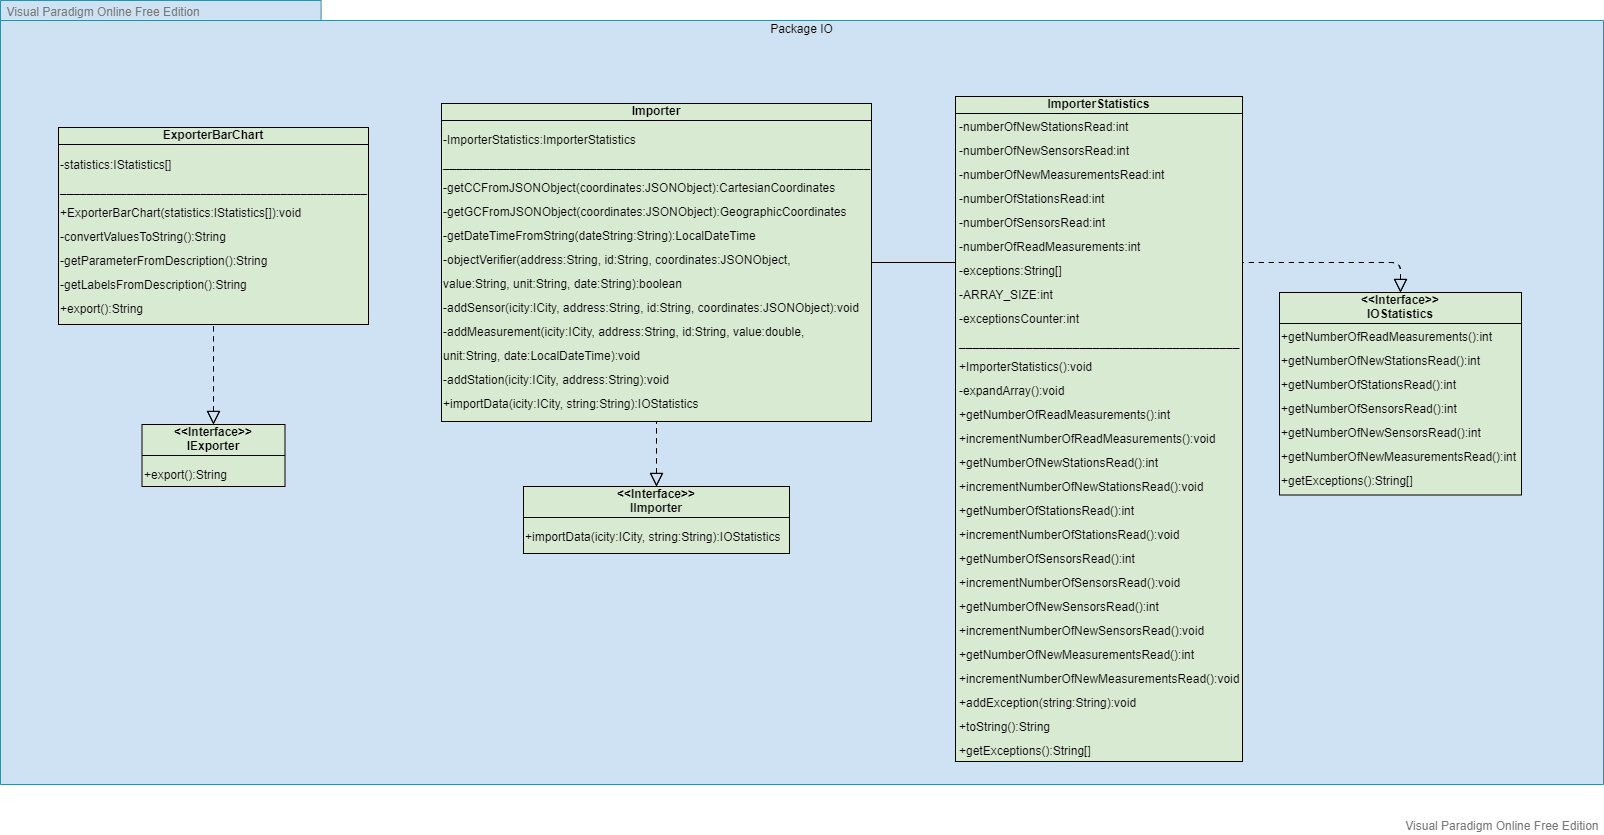 Visual Paradigm Online Free Edition
Package IO
ExporterBarChart
-statistics:IStatistics[]
+ExporterBarChart(statistics:IStatistics[]):void
-convertValuesToString():String
-getParameterFromDescription():String
-getLabelsFromDescription():String
+export():String
<<Interface>>
IExporter
+export():String
Importer
-ImporterStatistics:ImporterStatistics
-getCCFromJSONObject(coordinates:JSONObject):CartesianCoordinates
-getGCFromJSONObject(coordinates:JSONObject):GeographicCoordinates
-getDateTimeFromString(dateString:String):LocalDateTime
-objectVerifier(address:String, id:String, coordinates:JSONObject,
value:String, unit:String, date:String):boolean
-addSensor(icity:ICity, address:String, id:String, coordinates:JSONObject):void
-addMeasurement(icity:ICity, address:String, id:String, value:double,
unit:String, date:LocalDateTime):void
-addStation(icity:ICity, address:String):void
+importData(icity:ICity, string:String):IOStatistics
<<Interface>>
IImporter
+importData(icity:ICity, string:String):IOStatistics
ImporterStatistics
-numberOfNewStationsRead:int
-numberOfNewSensorsRead:int
-numberOfNewMeasurementsRead:int
-numberOfStationsRead:int
-numberOfSensorsRead:int
-numberOfReadMeasurements:int
-exceptions:String[]
-ARRAY_SIZE:int
-exceptionsCounter:int
+ImporterStatistics():void
-expandArray():void
+getNumberOfReadMeasurements():int
+incrementNumberOfReadMeasurements():void
+getNumberOfNewStationsRead():int
+incrementNumberOfNewStationsRead():void
+getNumberOfStationsRead():int
+incrementNumberOfStationsRead():void
+getNumberOfSensorsRead():int
+incrementNumberOfSensorsRead():void
+getNumberOfNewSensorsRead():int
+incrementNumberOfNewSensorsRead():void
+getNumberOfNewMeasurementsRead():int
+incrementNumberOfNewMeasurementsRead():void
+addException(string:String):void
+toString():String
+getExceptions():String[]
<<Interface>>
IOStatistics
+getNumberOfReadMeasurements():int
+getNumberOfNewStationsRead():int
+getNumberOfStationsRead():int
+getNumberOfSensorsRead():int
+getNumberOfNewSensorsRead():int
+getNumberOfNewMeasurementsRead():int
+getExceptions():String[]
Visual Paradigm Online Free Edition